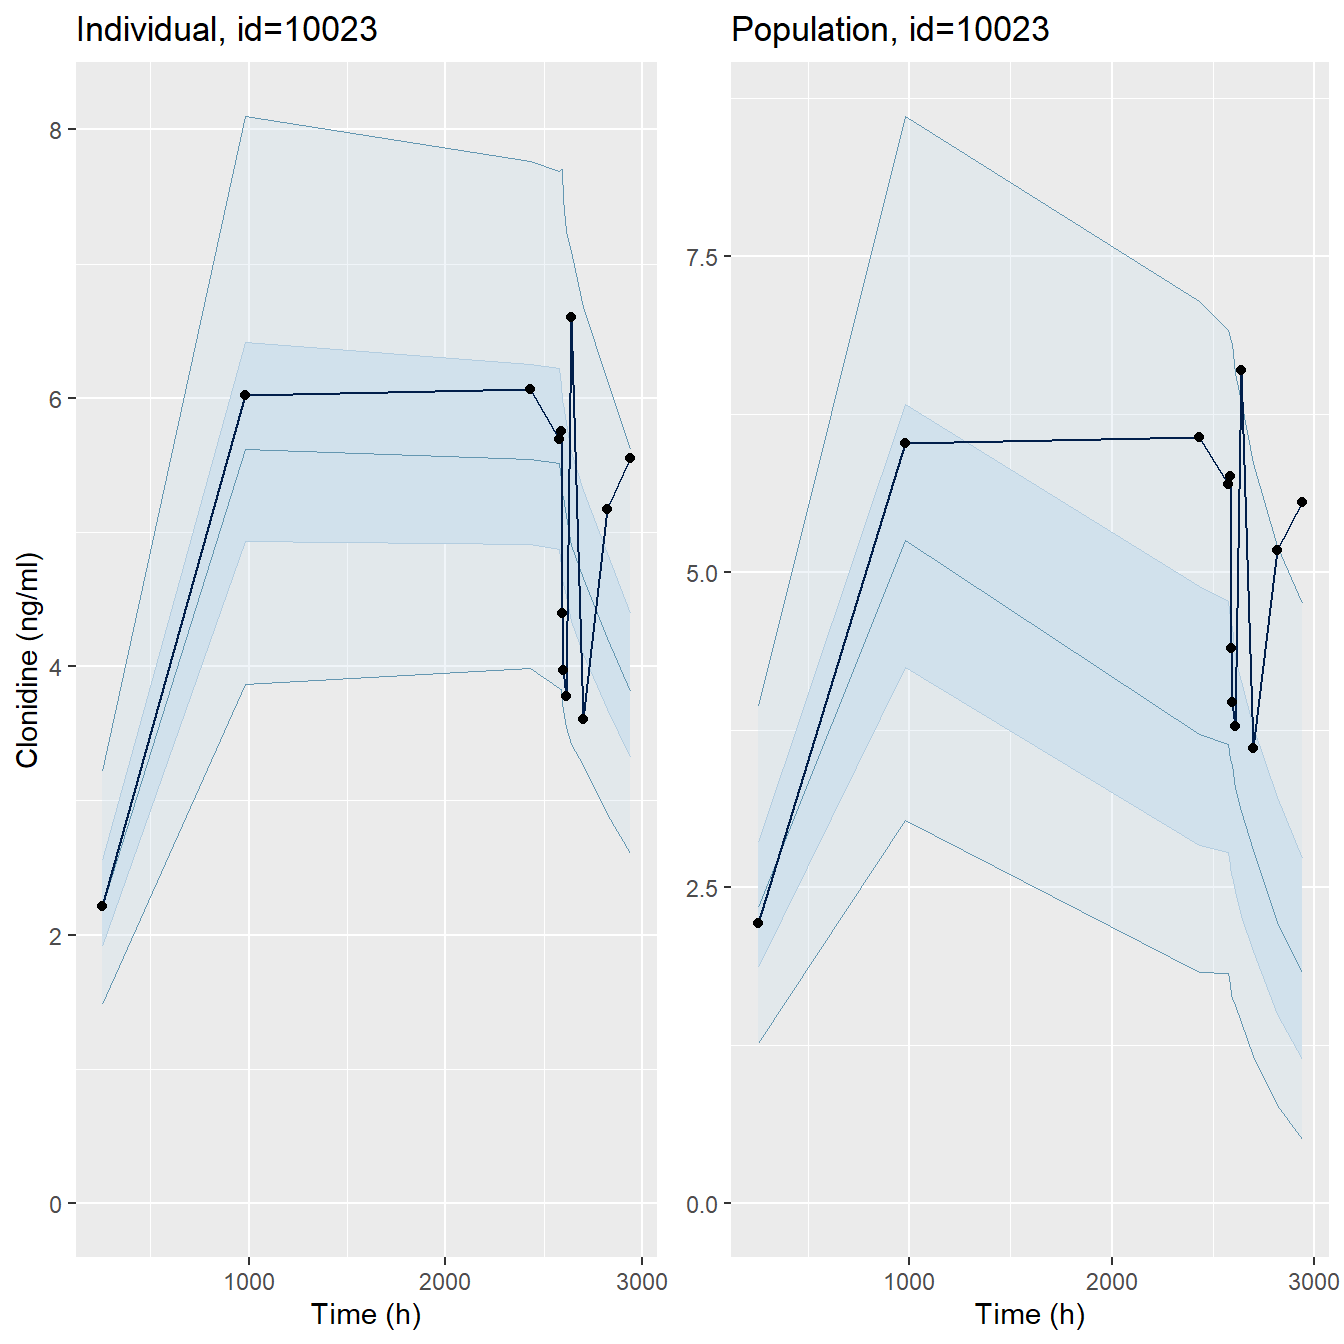 Individual, id=10023
Population, id=10023
Clonidine (ng/ml)
8
6
4
2
0
7.5
5.0
2.5
0.0
1000 2000 3000
1000 2000 3000
Time (h)
Time (h)